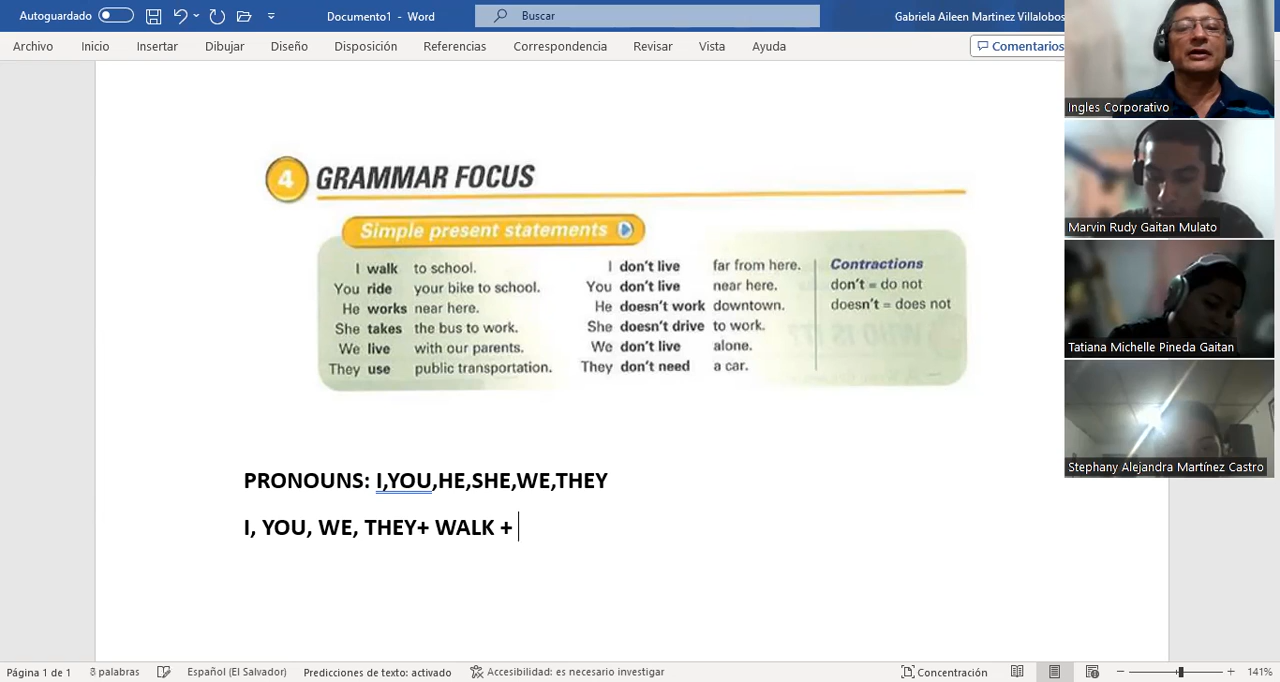 Autoguardado
Documento1 - Word
Buscar
Gabriela Aileen Martinez Villalobos
Archivo Inicio Insertar Dibujar Diseño Disposición Referencias Correspondencia Revisar Vista Ayuda
Comentarios
4 GRAMMAR FOCUS
Simple present statements
I walk to school.
You ride your bike to school.
He works near here.
She takes the bus to work.
We live with our parents.
They use public transportation.
I don't live far from here.
You don't live near here.
He doesn't work downtown.
She doesn't drive to work.
We don't live alone.
They don't need a car.
Contractions
don't = do not
doesn't = does not
WHO IS IT?
PRONOUNS: I,YOU,HE,SHE,WE,THEY
I, YOU, WE, THEY+ WALK +
Ingles Corporativo
Marvin Rudy Gaitan Mulato
Tatiana Michelle Pineda Gaitan
Stephany Alejandra Martínez Castro
Página 1 de 1 8 palabras Español (El Salvador) Predicciones de texto: activado Accesibilidad: es necesario investigar Concentración 141%